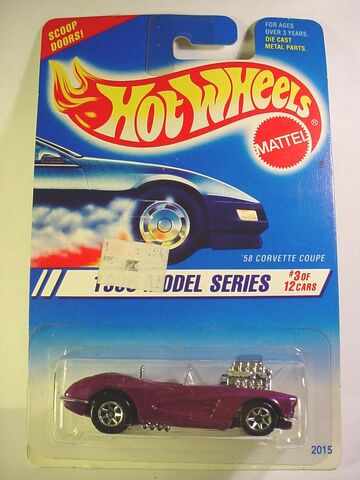 SCOOP
DOORS!
FOR AGES
OVER 3 YEARS.
DIE CAST
METAL PARTS.
HOT WHEELS®
MATTEL
'58 CORVETTE COUPE
MODEL SERIES
#3 OF
12 CARS
2015